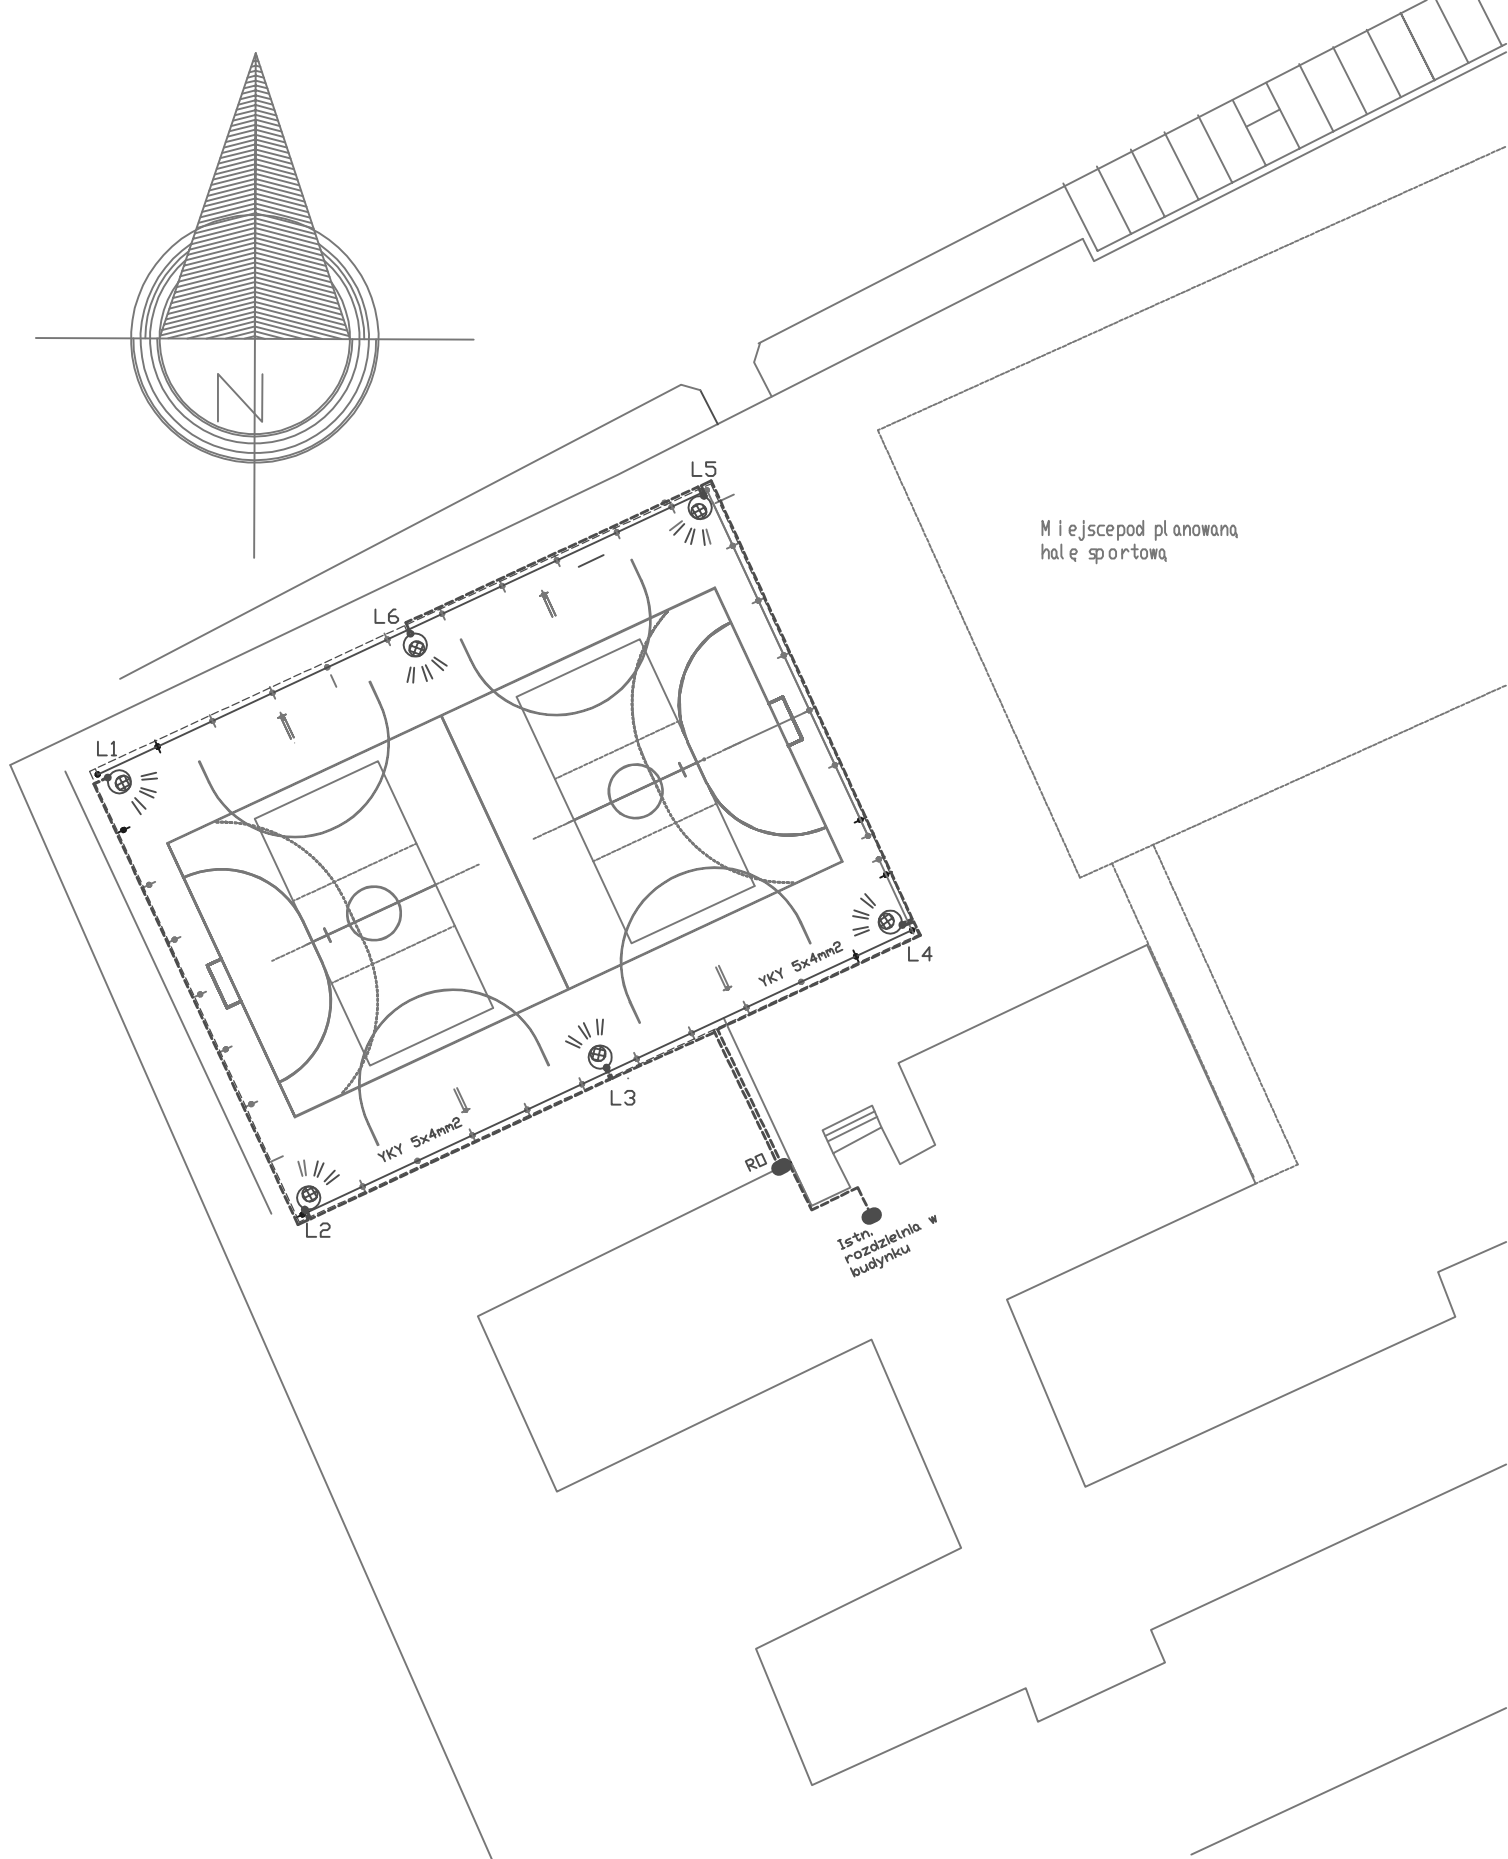 N
L5
Miejscepod planowaną
halę sportową
L6
L1
YKY 5x4mm2
L4
L3
YKY 5x4mm2
RO
L2
Istn.
rozdzielnia w
budynku